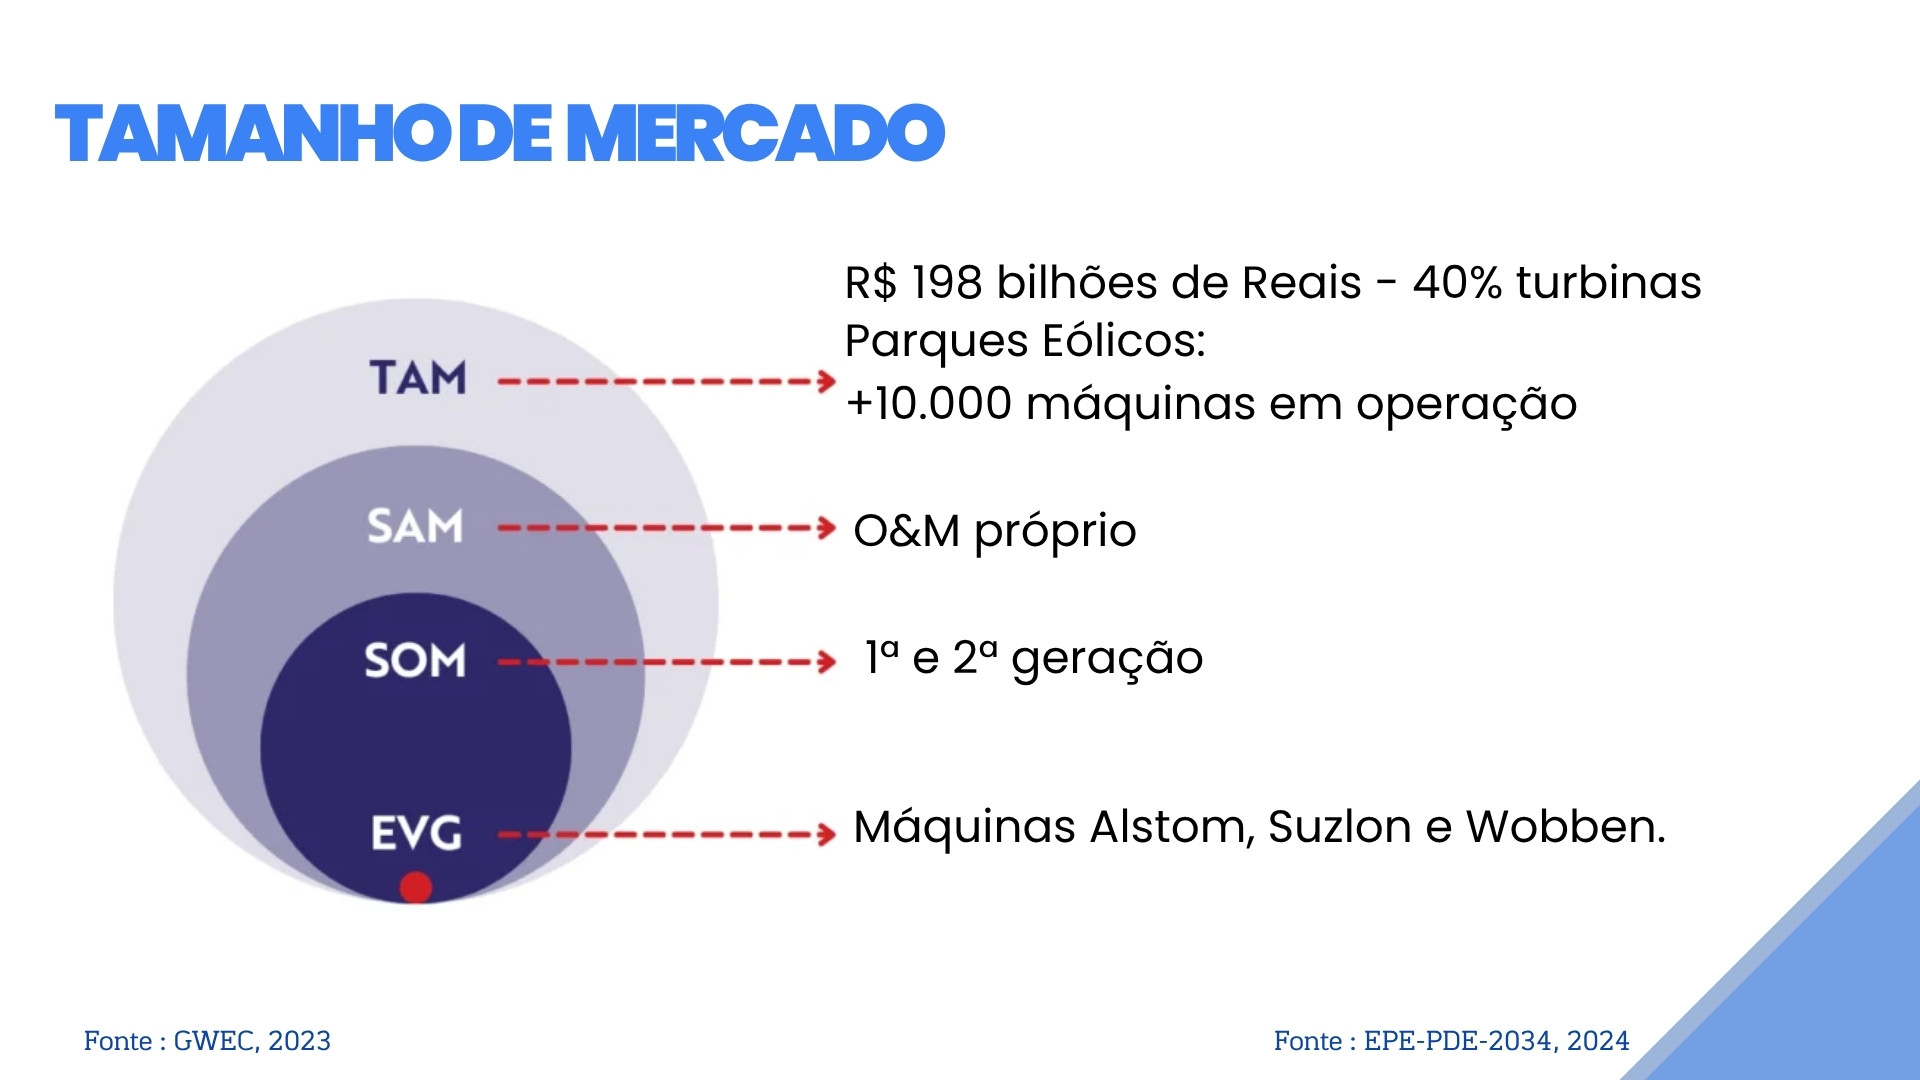 TAMANHO DE MERCADO
R$ 198 bilhões de Reais - 40% turbinas
Parques Eólicos:
TAM
+10.000 máquinas em operação
SAM
O&M próprio
SOM
1ª e 2ª geração
EVG
Máquinas Alstom, Suzlon e Wobben.
Fonte : GWEC, 2023
Fonte : EPE-PDE-2034, 2024